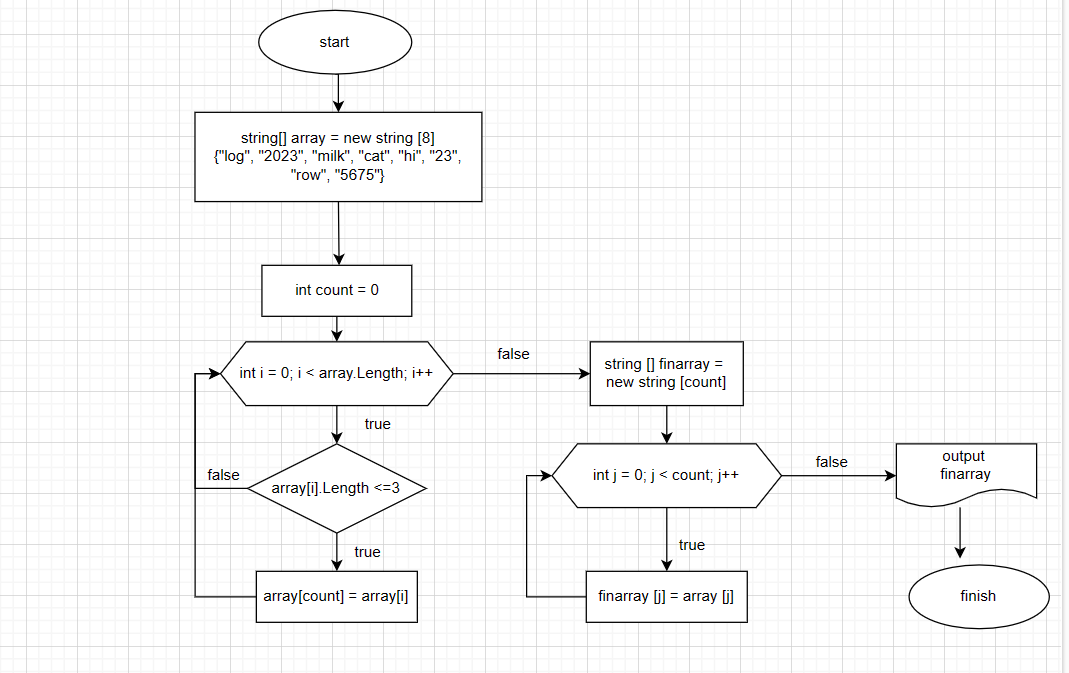 start
string[] array = new string [8]
{"log", "2023", "milk", "cat", "hi", "23",
"row", "5675"}
int count = 0
int i = 0; i < array.Length; i++
false
string [] finarray =
new string [count]
true
false
array[i].Length <=3
true
array[count] = array[i]
int j = 0; j < count; j++
false
output
finarray
true
finarray [j] = array [j]
finish